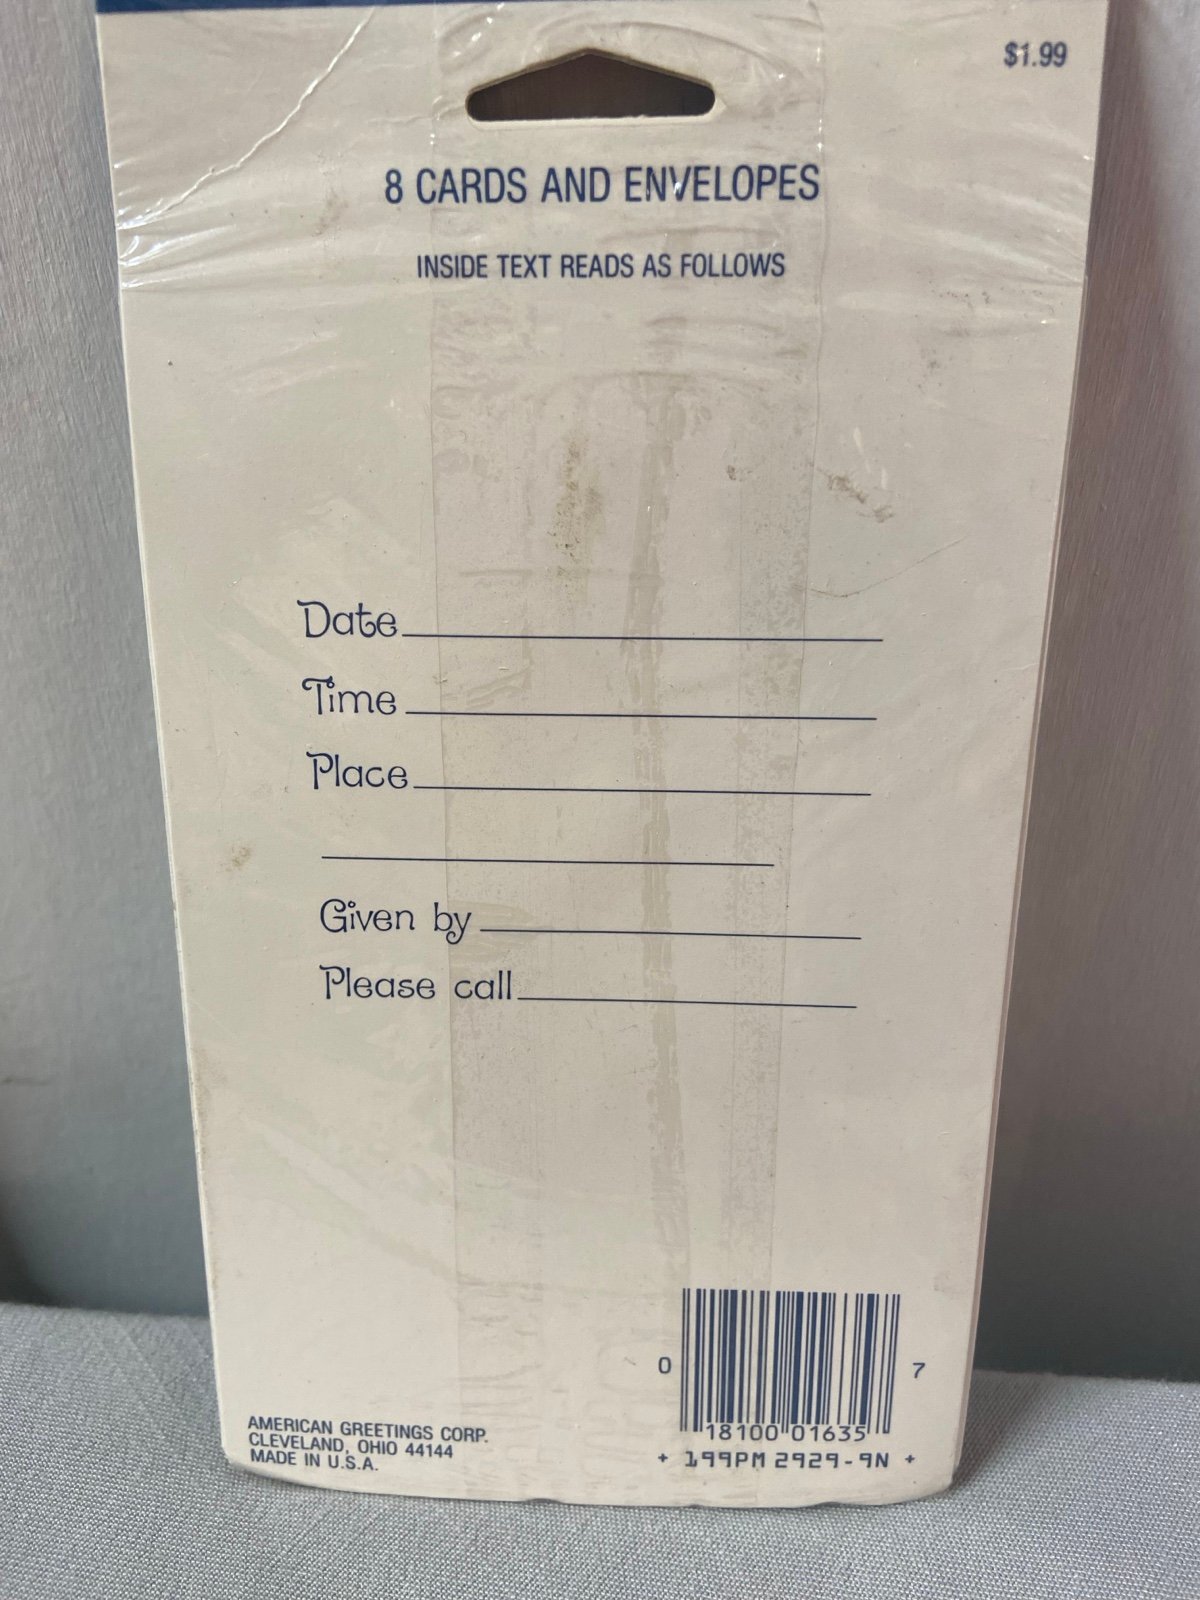 $1.99
8 CARDS AND ENVELOPES
INSIDE TEXT READS AS FOLLOWS
Date
Time
Place
Given by
Please call
AMERICAN GREETINGS CORP.
CLEVELAND, OHIO 44144
MADE IN U.S.A.
0 18100 01635 7
+ 199PM 2929-9N +